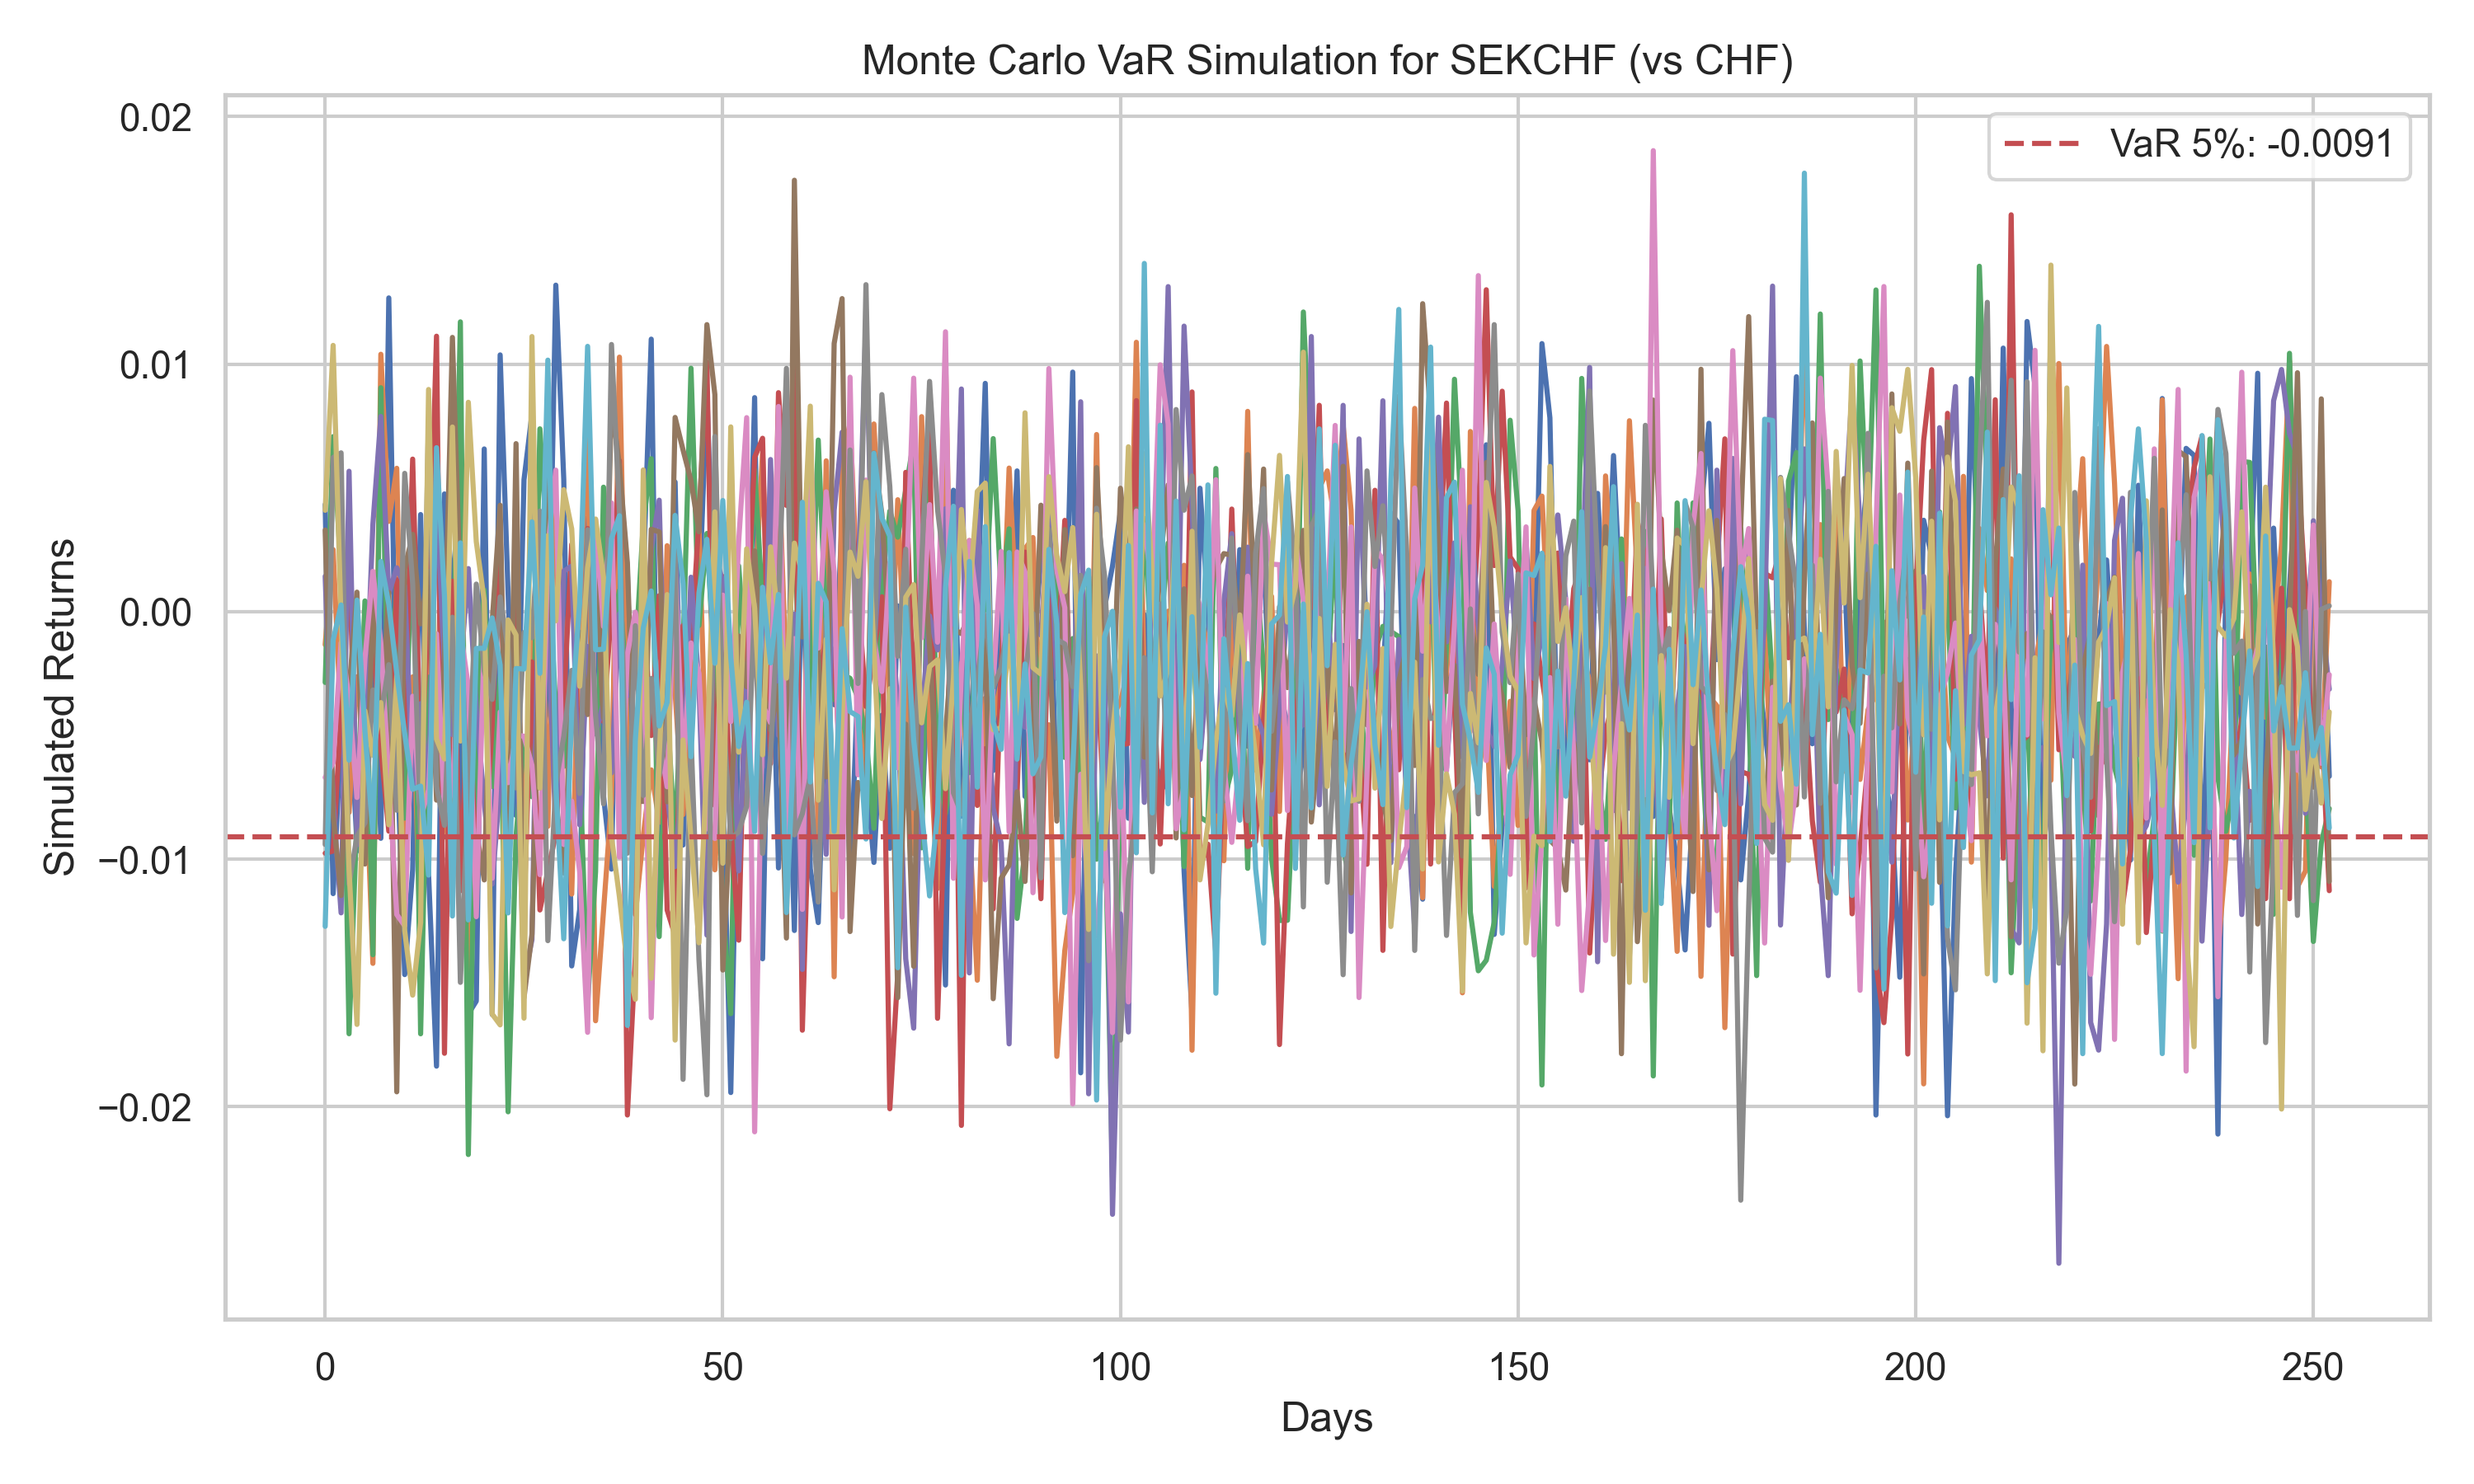 Monte Carlo VaR Simulation for SEKCHF (vs CHF)
VaR 5%: -0.0091
0.02
0.01
0.00
−0.01
−0.02
Simulated Returns
0 50 100 150 200 250
Days